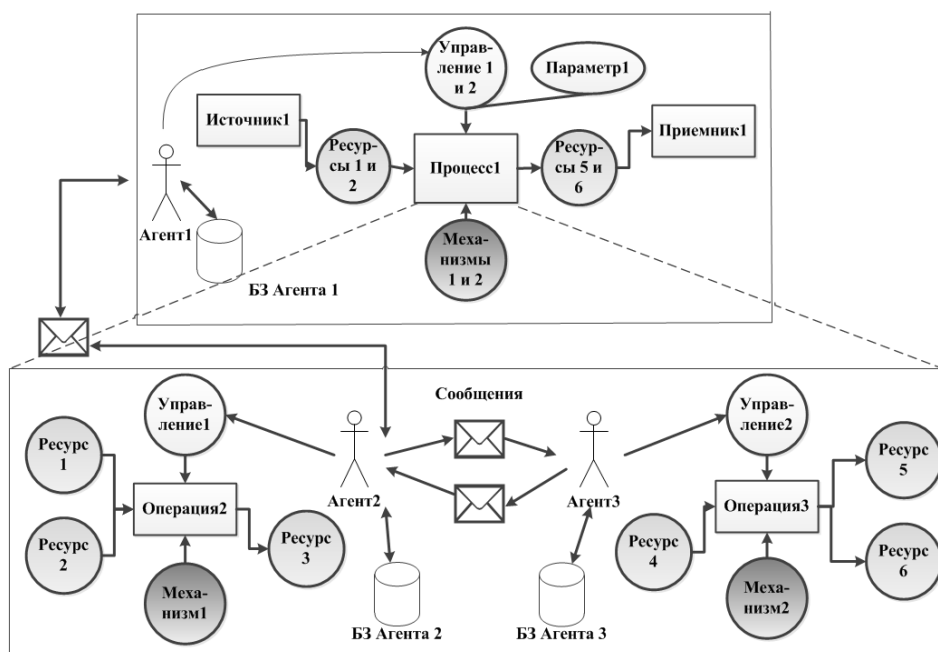 Управ-
ление 1
и 2
Параметр1
Источник1
Ресур-
сы 1 и
2
Процесс1
Ресур-
сы 5 и
6
Приемник1
Агент1
БЗ Агента 1
Меха-
низмы
1 и 2
Сообщения
Управ-
ление1
Управ-
ление2
Ресурс
1
Ресурс
5
Агент2
Агент3
Операция2
Операция3
Ресурс
2
Ресурс
3
Ресурс
4
Ресурс
6
Меха-
низм1
Меха-
низм2
БЗ Агента 2
БЗ Агента 3